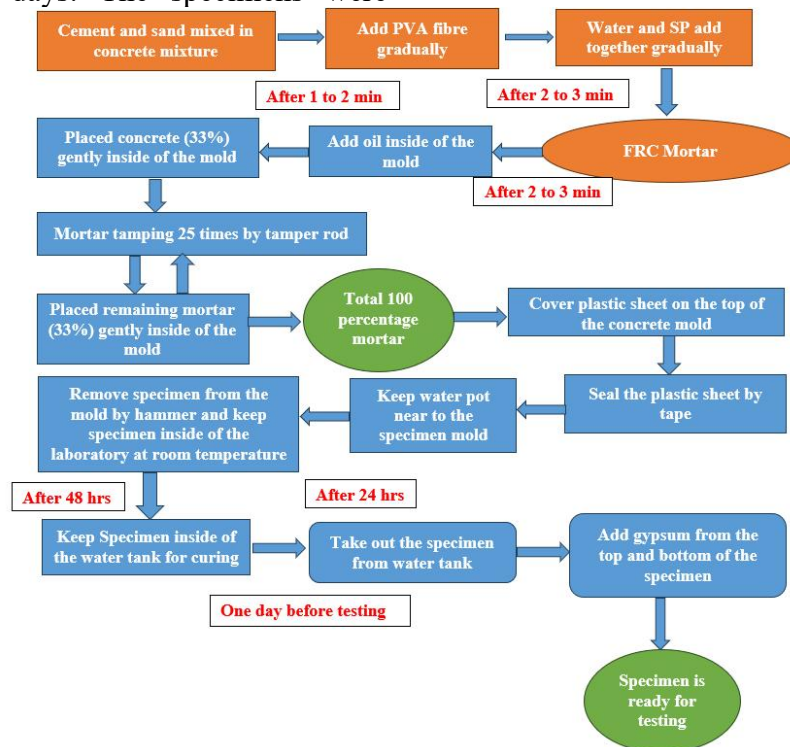 days. The specimens were
Cement and sand mixed in
concrete mixture
Add PVA fibre
gradually
Water and SP add
together gradually
After 1 to 2 min
After 2 to 3 min
Placed concrete (33%)
gently inside of the mold
Add oil inside of the
mold
FRC Mortar
After 2 to 3 min
Mortar tamping 25 times by tamper rod
Placed remaining mortar
(33%) gently inside of the
mold
Total 100
percentage
mortar
Cover plastic sheet on the top of
the concrete mold
Remove specimen from the
mold by hammer and keep
specimen inside of the
laboratory at room temperature
Keep water pot
near to the
specimen mold
Seal the plastic sheet by
tape
After 48 hrs
After 24 hrs
Keep Specimen inside of
the water tank for curing
Take out the specimen
from water tank
Add gypsum from the
top and bottom of the
specimen
One day before testing
Specimen is
ready for
testing